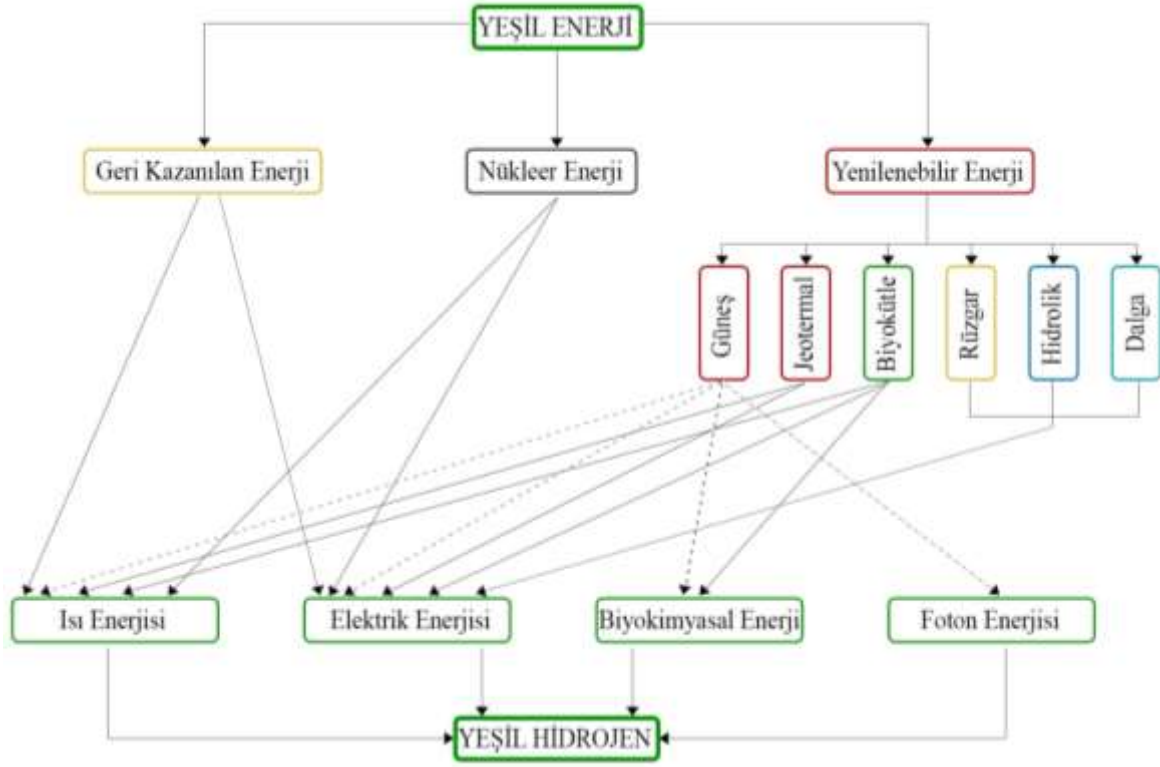 YEŞİL ENERJİ
Geri Kazanılan Enerji
Nükleer Enerji
Yenilenebilir Enerji
Güneş
Jeotermal
Biyokütle
Rüzgar
Hidrolik
Dalga
Isı Enerjisi
Elektrik Enerjisi
Biyokimyasal Enerji
Foton Enerjisi
YEŞİL HİDROJEN